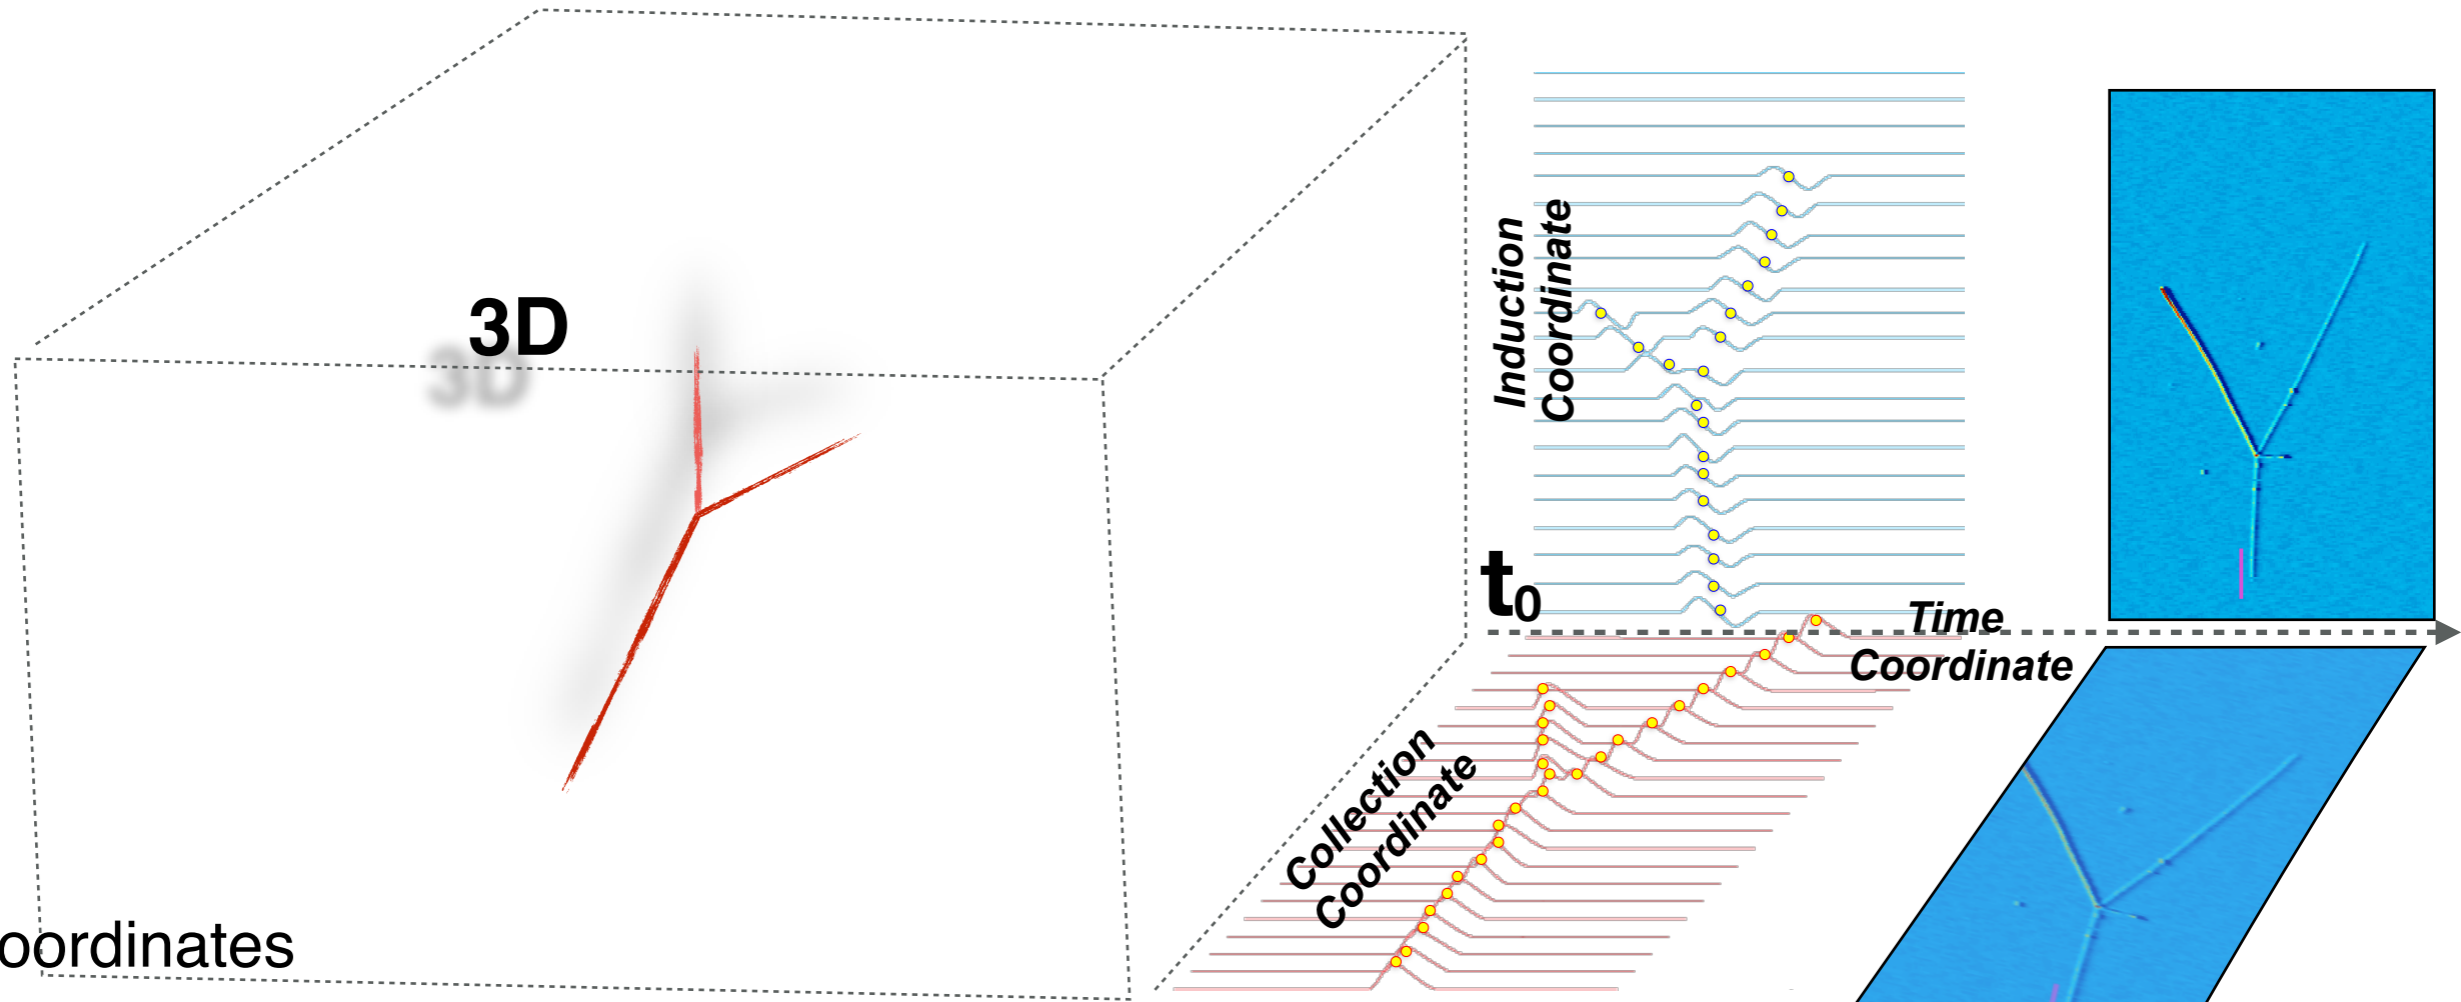 3D
Induction
Coordinate
t₀
Time
Coordinate
Collection
Coordinate
oordinates